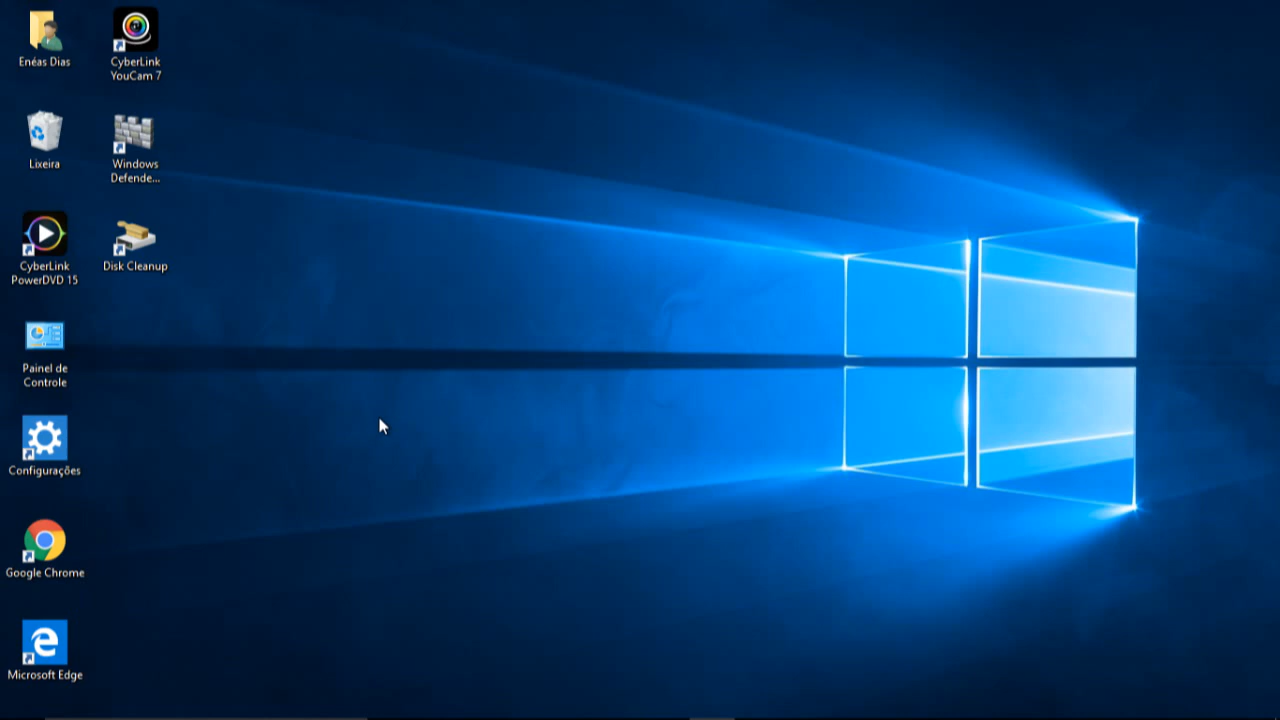 Enéas Dias
Lixeira
CyberLink
PowerDVD 15
Painel de
Controle
Configurações
Google Chrome
Microsoft Edge
CyberLink
YouCam 7
Windows
Defende...
Disk Cleanup